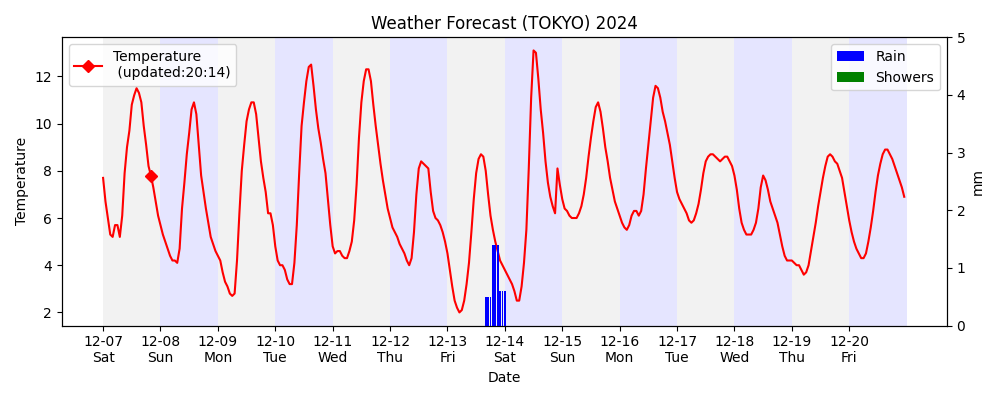 Weather Forecast (TOKYO) 2024
Temperature
(updated:20:14)
Rain
Showers
Temperature
12
10
8
6
4
2
5
4
3
2
1
0
mm
12-07 12-08 12-09 12-10 12-11 12-12 12-13 12-14 12-15 12-16 12-17 12-18 12-19 12-20
Sat Sun Mon Tue Wed Thu Fri Sat Sun Mon Tue Wed Thu Fri
Date